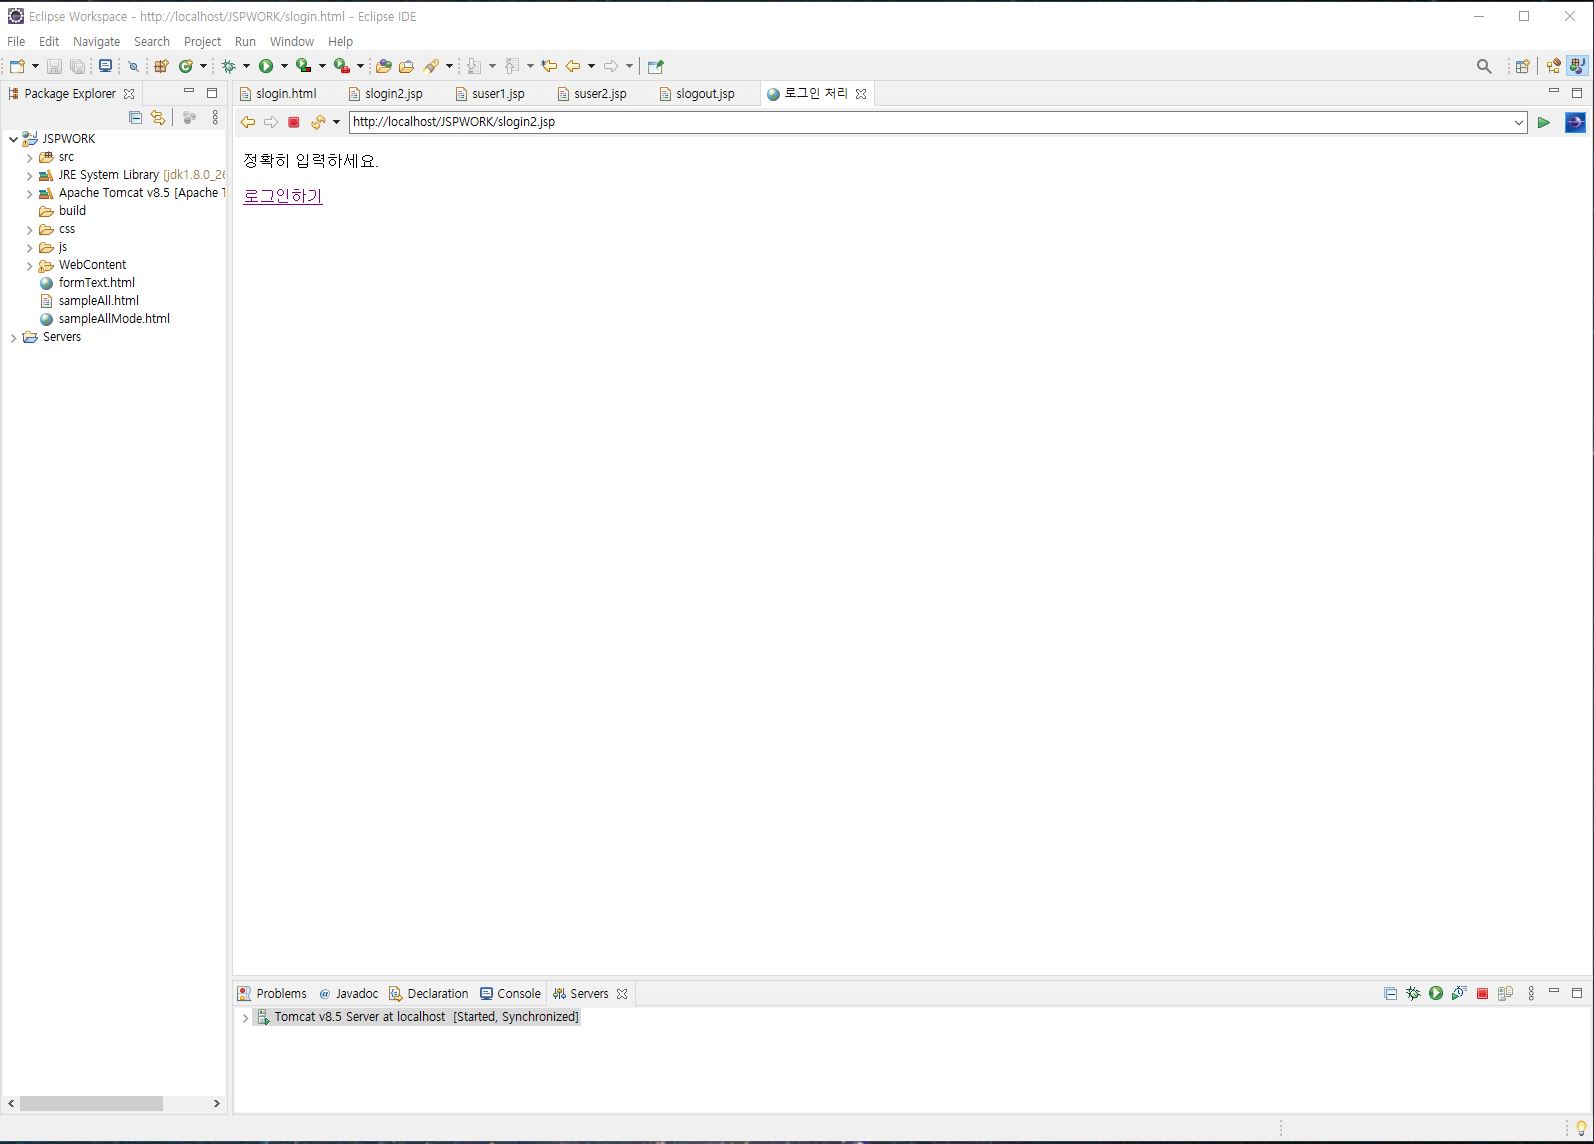 Eclipse Workspace - http://localhost/JSPWORK/slogin.html - Eclipse IDE
File Edit Navigate Search Project Run Window Help
Package Explorer
slogin.html slogin2.jsp suser1.jsp suser2.jsp slogout.jsp 로그인 처리
http://localhost/JSPWORK/slogin2.jsp
JSPWORK
src
JRE System Library [jdk1.8.0_26
Apache Tomcat v8.5 [Apache T
build
css
js
WebContent
formText.html
sampleAll.html
sampleAllMode.html
Servers
정확히 입력하세요.
로그인하기
Problems Javadoc Declaration Console Servers
Tomcat v8.5 Server at localhost [Started, Synchronized]